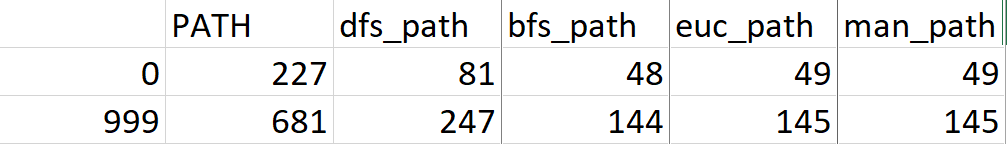 PATH dfs_path bfs_path euc_path man_path
0 227 81 48 49 49
999 681 247 144 145 145